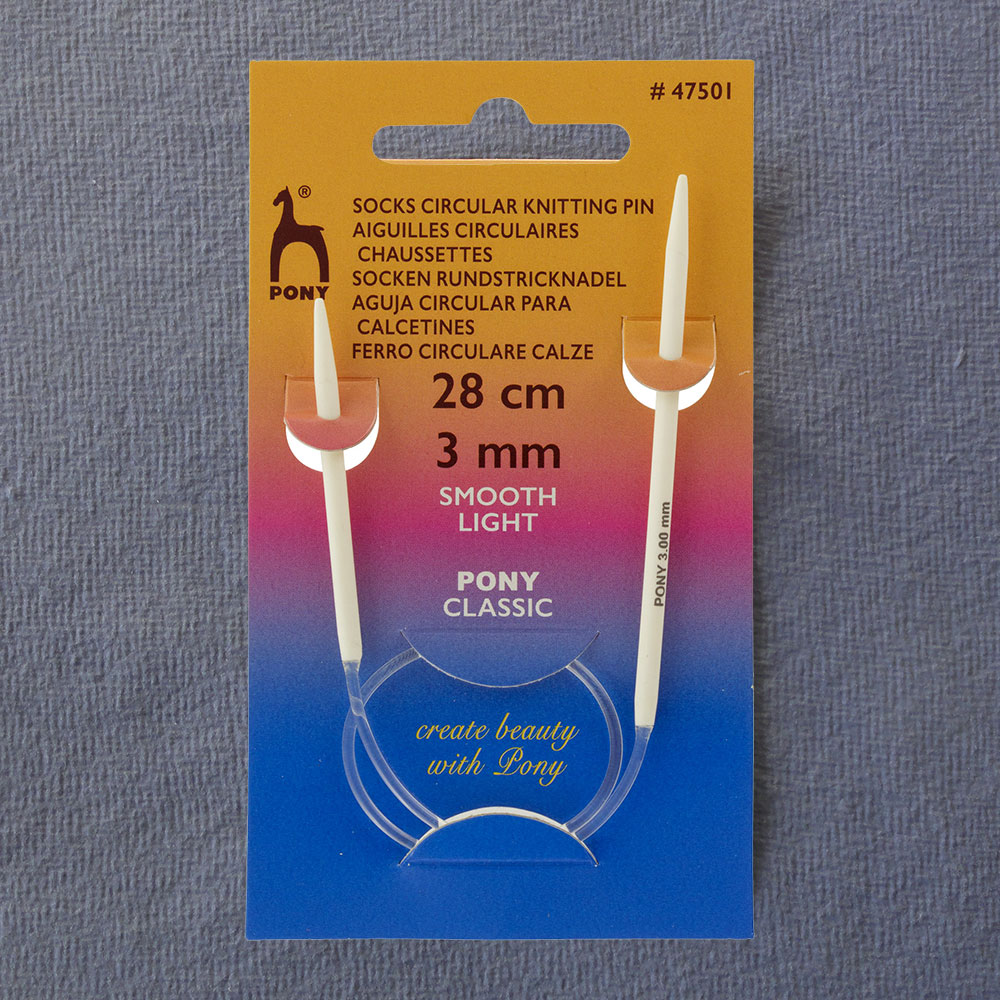 # 47501
®
PONY
SOCKS CIRCULAR KNITTING PIN
AIGUILLES CIRCULAIRES
CHAUSSETTES
SOCKEN RUNDSTRICKNADEL
AGUJA CIRCULAR PARA
CALCETINES
FERRO CIRCULARE CALZE
28 cm
3 mm
SMOOTH
LIGHT
PONY
CLASSIC
PONY 3.00 mm
create beauty
with Pony